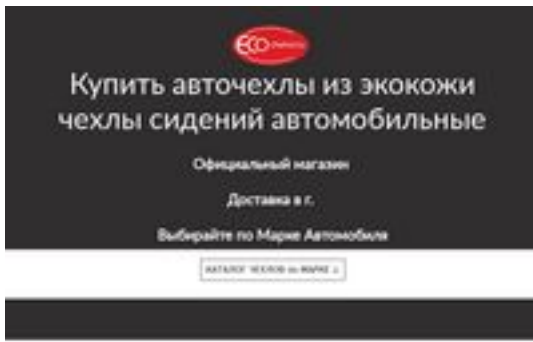 ECO
Купить авточехлы из экокожи
чехлы сидений автомобильные
Официальный магазин
Доставка в г.
Выбирайте по Марке Автомобиля
КАТАЛОГ ЧЕХЛОВ по МАРКЕ